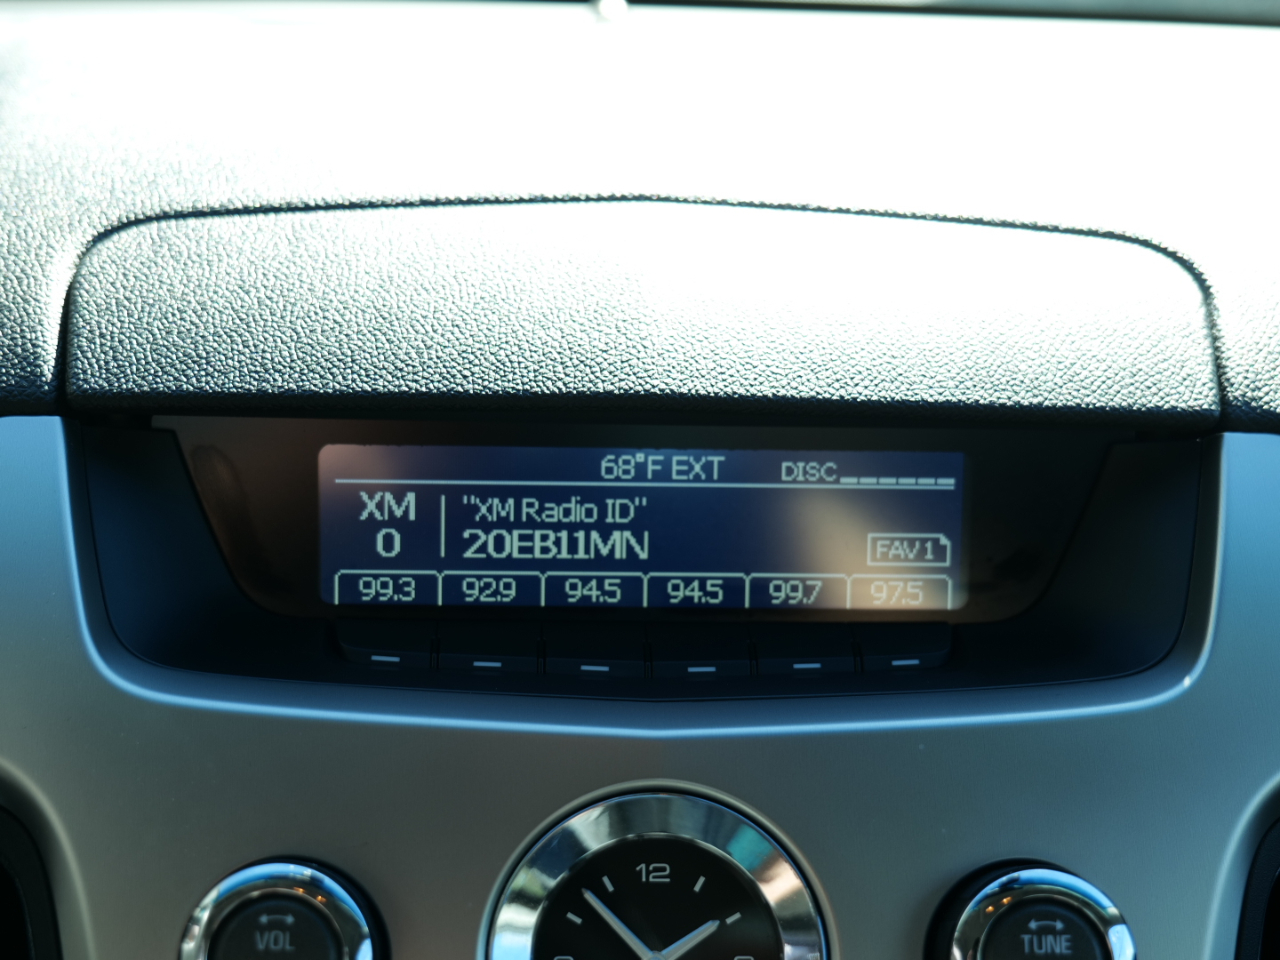 68°F EXT DISC
XM "XM Radio ID"
0 20EB11MN FAV 1
99.3 92.9 94.5 94.5 99.7 97.5
12
VOL TUNE